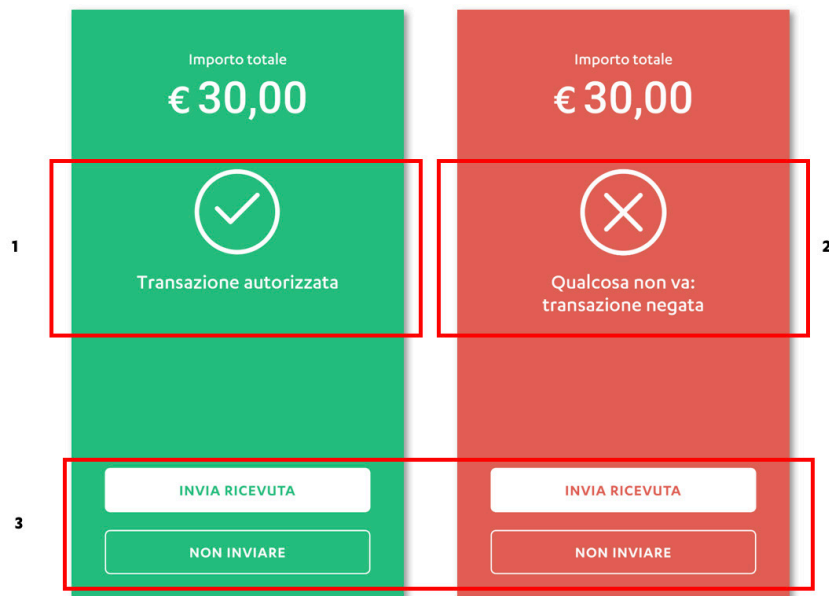 Importo totale
€ 30,00
1
Transazione autorizzata
INVIA RICEVUTA
3
NON INVIARE
Importo totale
€ 30,00
2
Qualcosa non va:
transazione negata
INVIA RICEVUTA
NON INVIARE